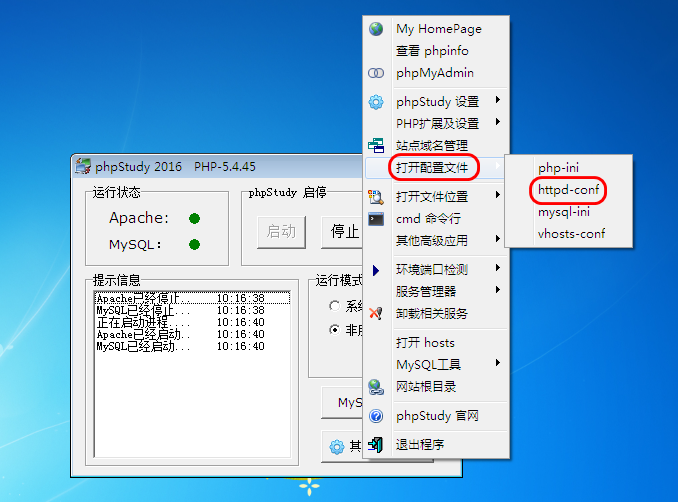 My HomePage
查看 phpinfo
phpMyAdmin
phpStudy 设置
PHP扩展及设置
站点域名管理
打开配置文件
打开文件位置
cmd 命令行
其他高级应用
环境端口检测
服务管理器
卸载相关服务
打开 hosts
MySQL工具
网站根目录
phpStudy 官网
退出程序
php-ini
httpd-conf
mysql-ini
vhosts-conf
phpStudy 2016 PHP-5.4.45
运行状态
Apache:
MySQL:
phpStudy 启停
启动
停止
提示信息
Apache已经停止... 10:16:38
MySQL已经停止... 10:16:38
正在启动进程.... 10:16:40
Apache已经启动... 10:16:40
MySQL已经启动... 10:16:40
运行模式
非
MyS
其